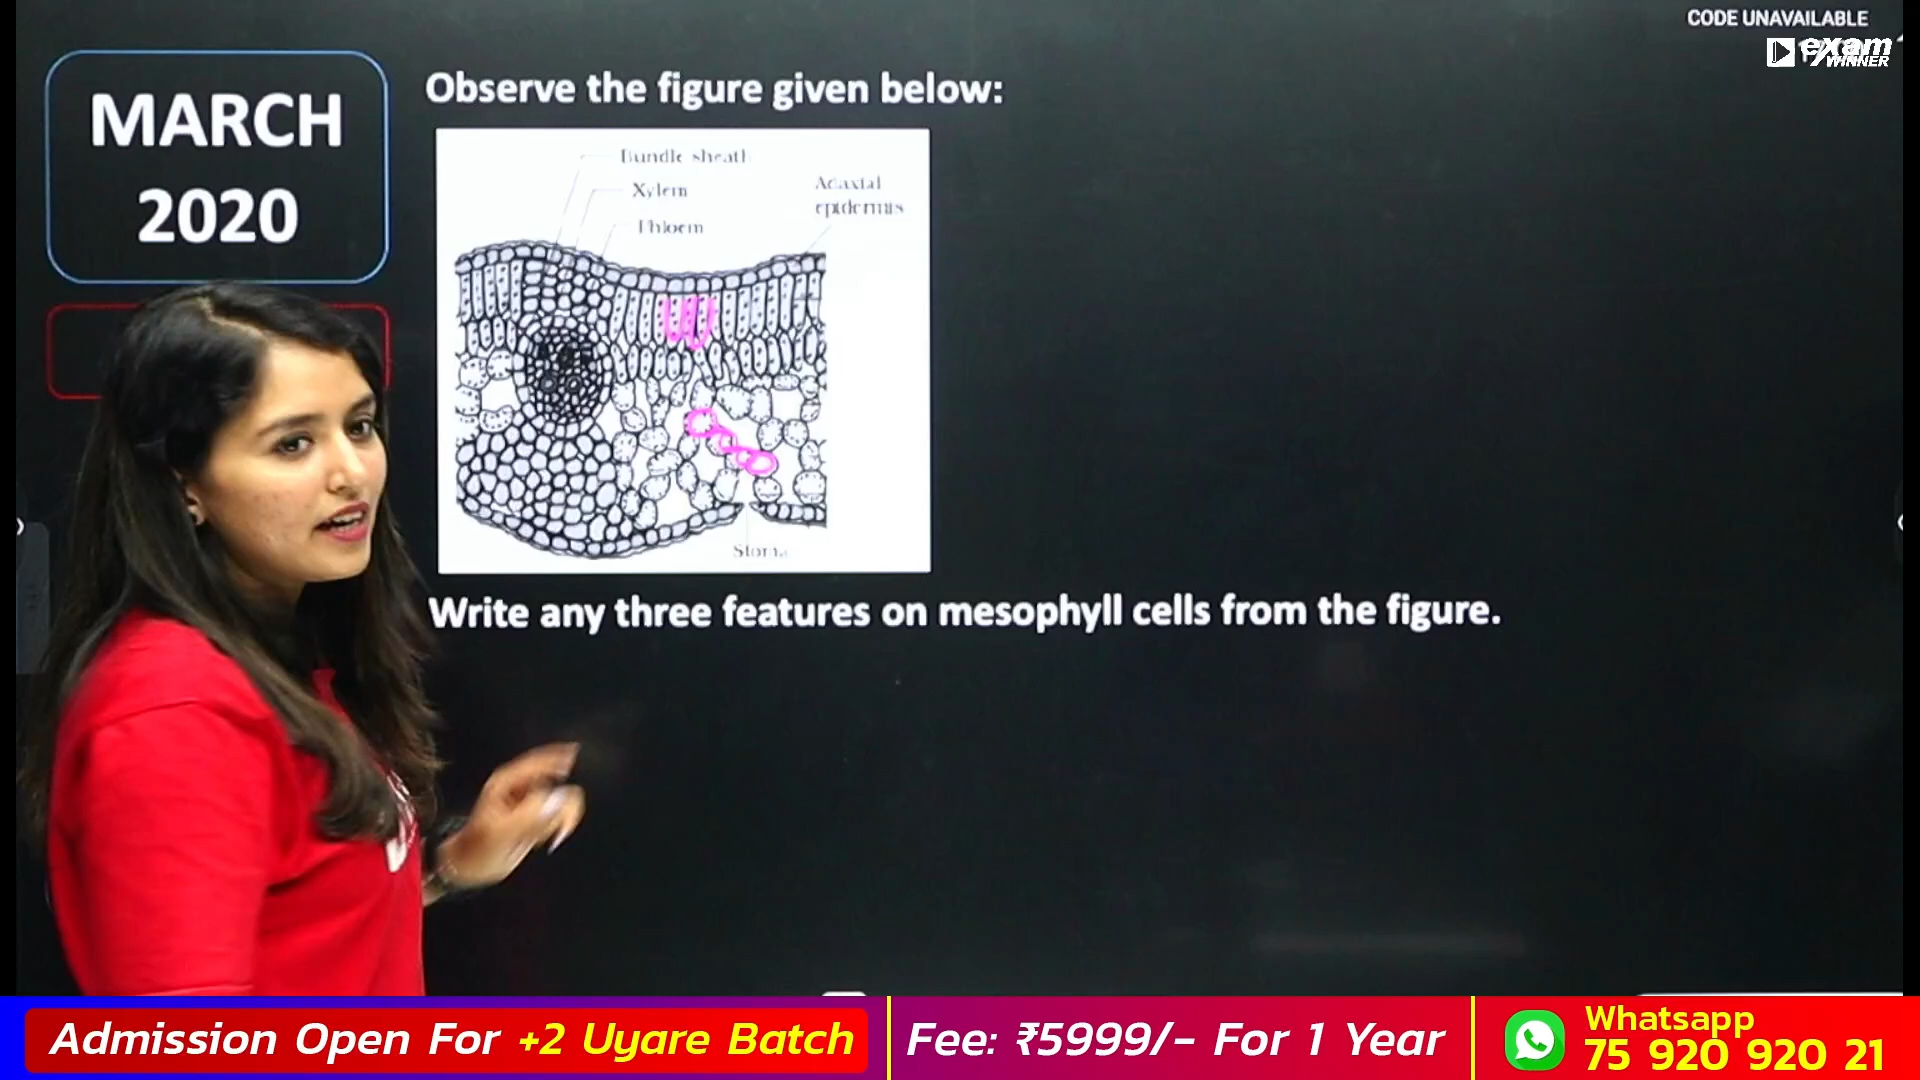 CODE UNAVAILABLE
exam
WINNER
MARCH
2020
Observe the figure given below:
Bundle sheath
Xylem
Phloem
Adaxial
epidermis
Stoma
Write any three features on mesophyll cells from the figure.
Admission Open For +2 Uyare Batch
Fee: ₹5999/- For 1 Year
Whatsapp
75 920 920 21